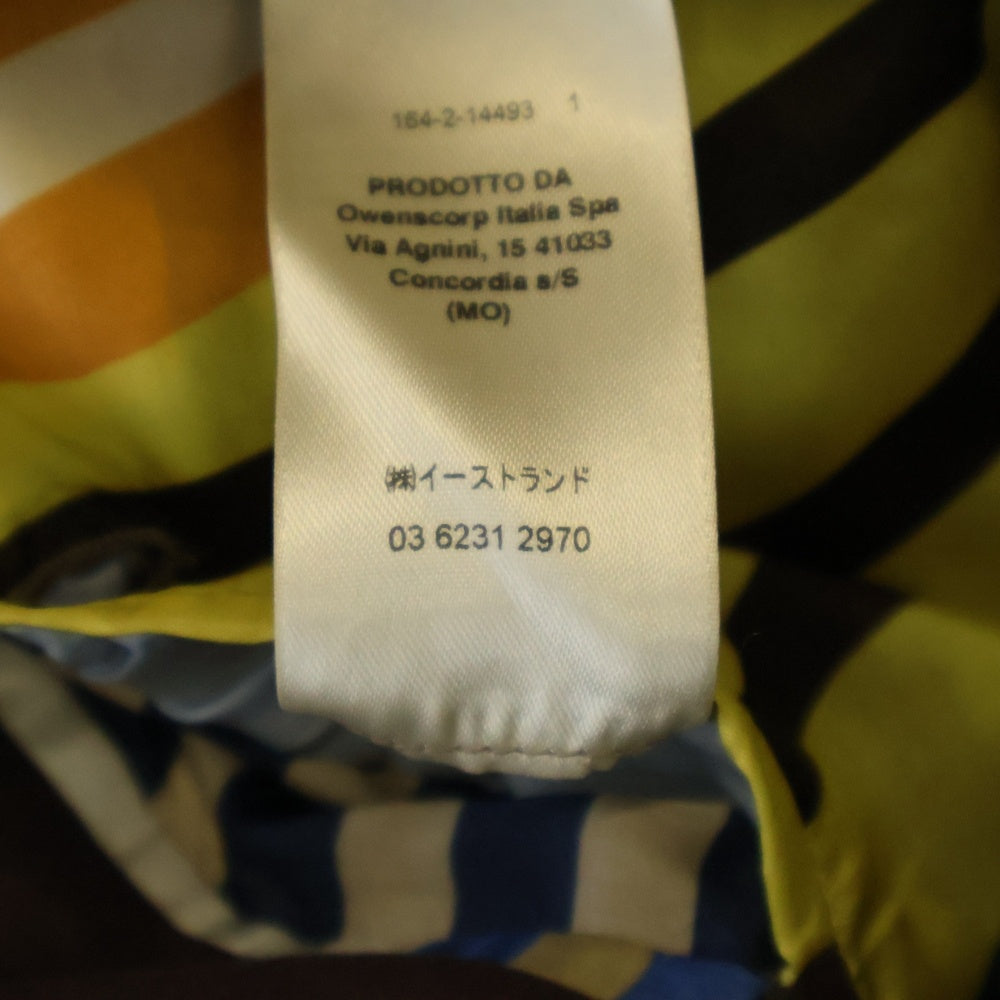 164-2-14493 1
PRODOTTO DA
Owenscorp Italia Spa
Via Agnini, 15 41033
Concordia s/S
(MO)
㈱イーストランド
03 6231 2970